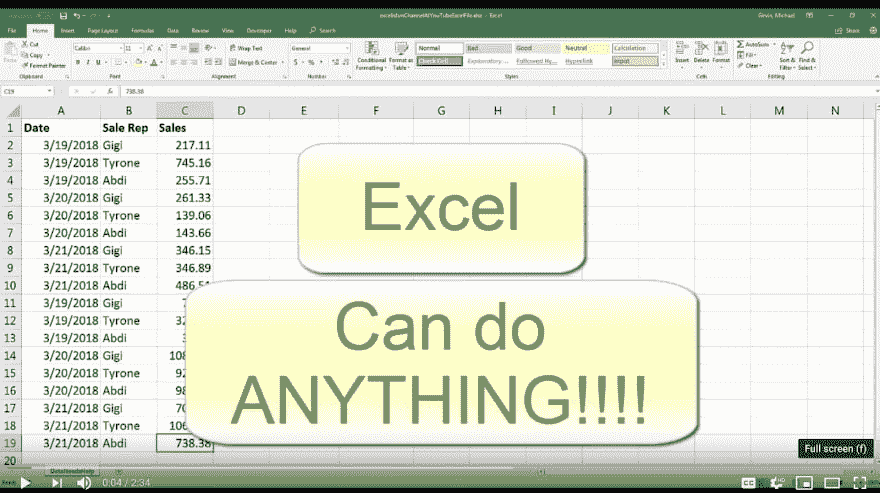 excelisfunChannelAtYouTubeExcelFile.xlsx - Excel
Girvin, Michael
File Home Insert Page Layout Formulas Data Review View Developer Help Search Share
Cut
Copy
Format Painter
Clipboard
Calibri 11
Font
Wrap Text
Merge & Center
Alignment
General
Number
Conditional Formatting
Format as Table
Normal Bad Good Neutral Calculation
Check Cell Explanatory... Followed Hy... Hyperlink Input
Styles
Insert Delete Format
Cells
AutoSum
Fill
Clear
Sort & Filter
Find & Select
Editing
C19 738.38
A B C D E F G H I J K L M N
1 Date Sale Rep Sales
2 3/19/2018 Gigi 217.11
3 3/19/2018 Tyrone 745.16
4 3/19/2018 Abdi 255.71
5 3/20/2018 Gigi 261.33
6 3/20/2018 Tyrone 139.06
7 3/20/2018 Abdi 143.66
8 3/21/2018 Gigi 346.15
9 3/21/2018 Tyrone 346.89
10 3/21/2018 Abdi 486.5
11 3/19/2018 Gigi
12 3/19/2018 Tyrone 32
13 3/19/2018 Abdi
14 3/20/2018 Gigi 108
15 3/20/2018 Tyrone 92
16 3/20/2018 Abdi 98
17 3/21/2018 Gigi 70
18 3/21/2018 Tyrone 106
19 3/21/2018 Abdi 738.38
20
Excel
Can do
ANYTHING!!!!
Full screen (f)
DataNeedsHelp
0:04 / 2:34
CC HD